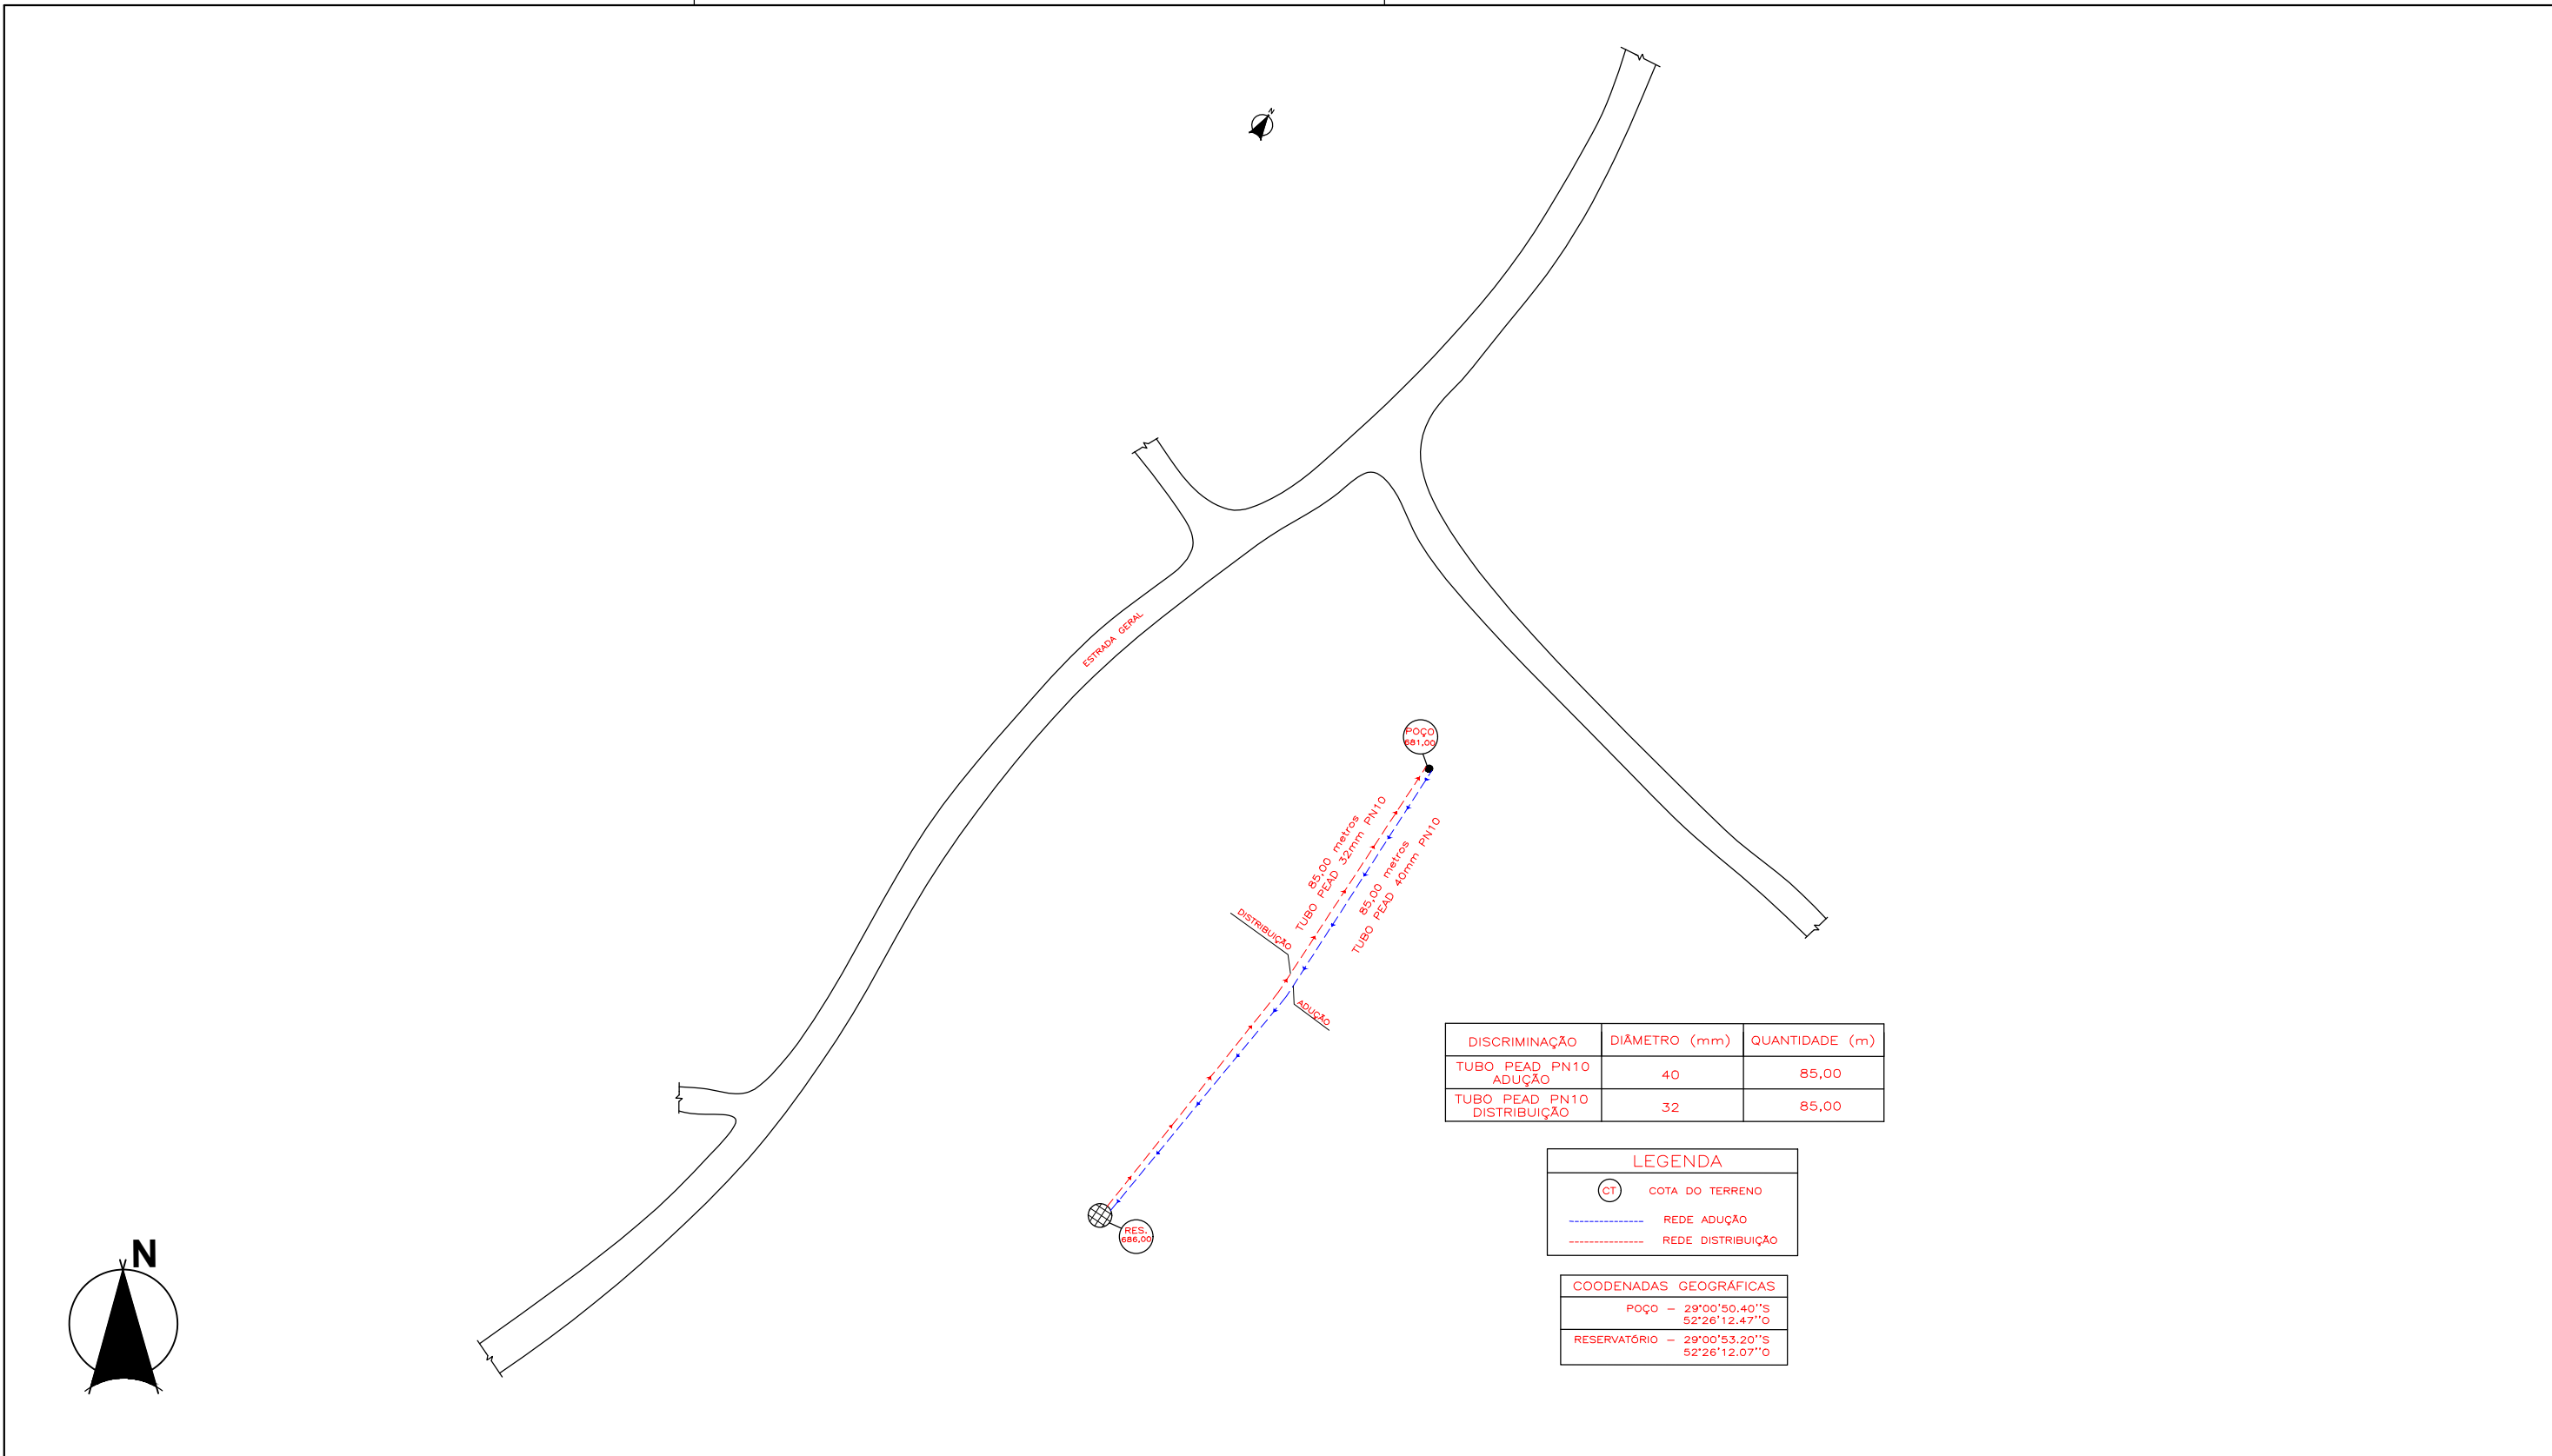 N
ESTRADA GERAL
POÇO
681,00
85,00 metros
TUBO PEAD 32mm PN10
85,00 metros
TUBO PEAD 40mm PN10
DISTRIBUIÇÃO
ADUÇÃO
RES.
686,00
N
DISCRIMINAÇÃO DIÂMETRO (mm) QUANTIDADE (m)
TUBO PEAD PN10
ADUÇÃO 40 85,00
TUBO PEAD PN10
DISTRIBUIÇÃO 32 85,00
LEGENDA
CT COTA DO TERRENO
REDE ADUÇÃO
REDE DISTRIBUIÇÃO
COODENADAS GEOGRÁFICAS
POÇO – 29°00'50.40''S
52°26'12.47''O
RESERVATÓRIO – 29°00'53.20''S
52°26'12.07''O